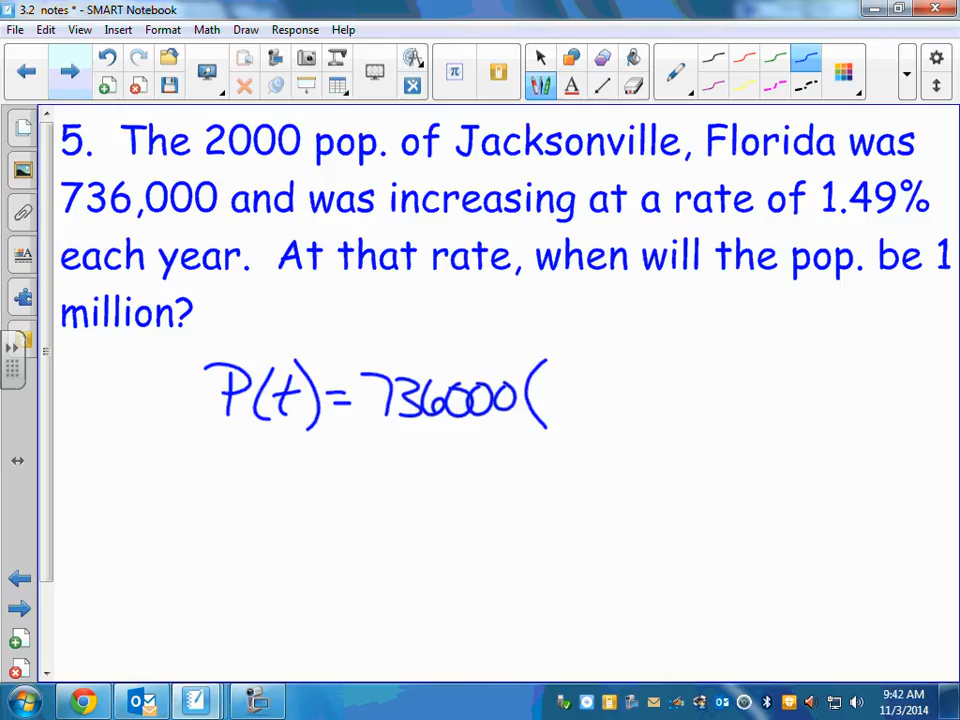 3.2 notes * - SMART Notebook
File Edit View Insert Format Math Draw Response Help
5. The 2000 pop. of Jacksonville, Florida was
736,000 and was increasing at a rate of 1.49%
each year. At that rate, when will the pop. be 1
million?
P(t)=736000(
9:42 AM
11/3/2014